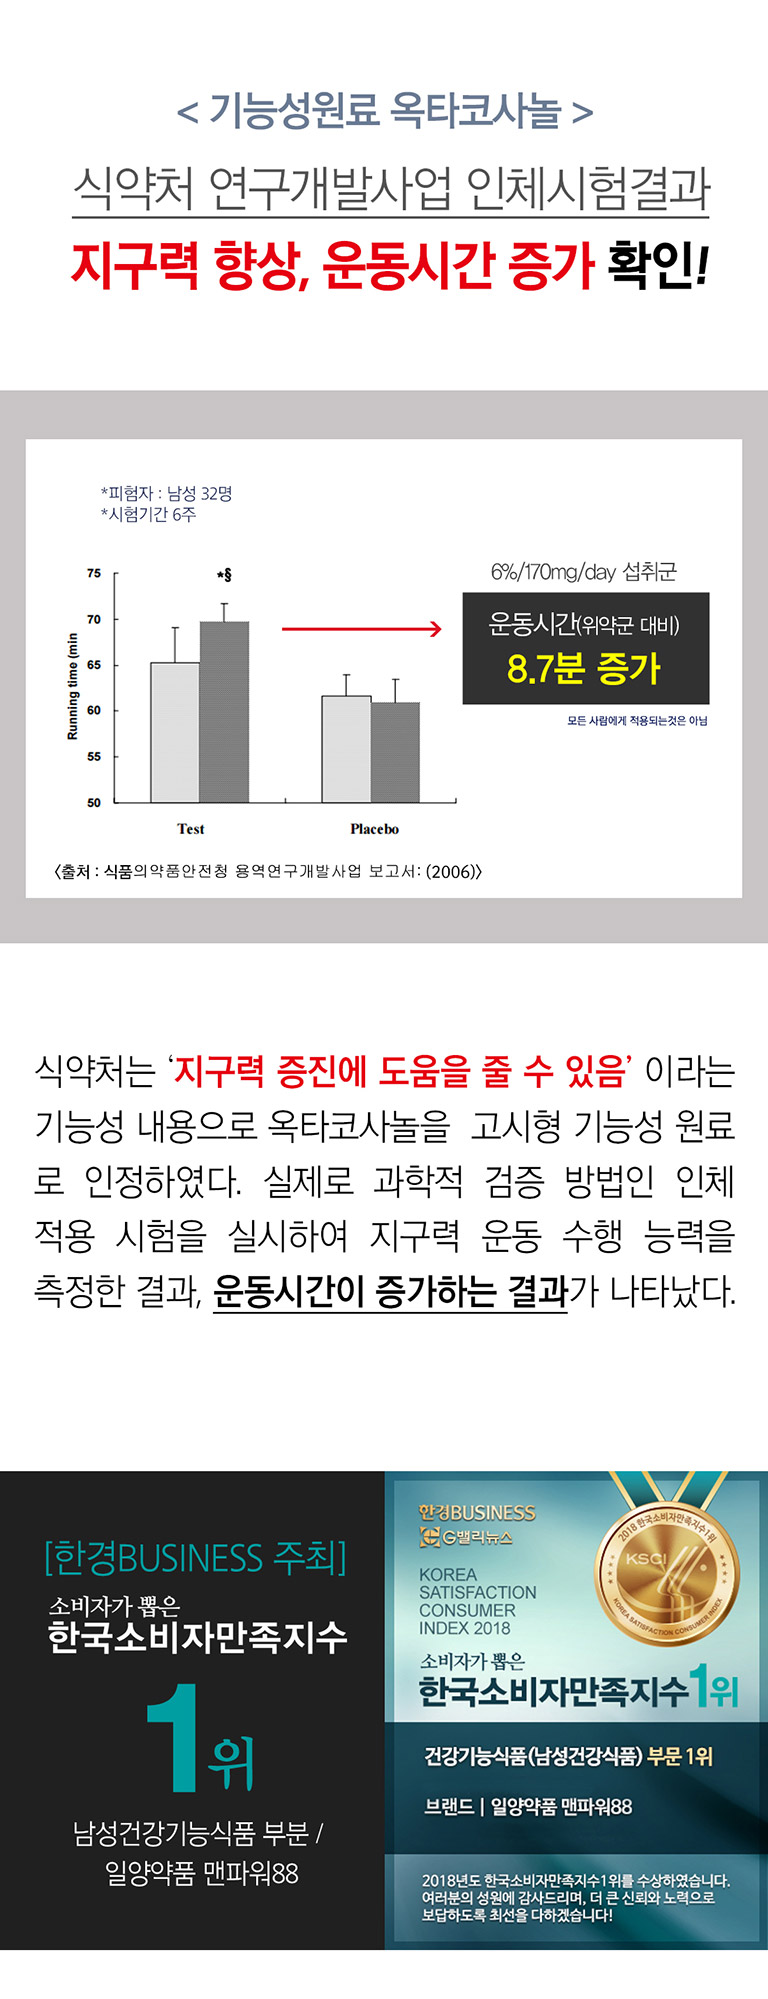 < 기능성원료 옥타코사놀 >
식약처 연구개발사업 인체시험결과
지구력 향상, 운동시간 증가 확인!
*피험자 : 남성 32명
*시험기간 6주
75
70
65
60
55
50
Running time (min
*§
Test
Placebo
6%/170mg/day 섭취군
운동시간(위약군 대비)
8.7분 증가
모든 사람에게 적용되는것은 아님
<출처 : 식품의약품안전청 용역연구개발사업 보고서: (2006)>
식약처는 ‘지구력 증진에 도움을 줄 수 있음’ 이라는
기능성 내용으로 옥타코사놀을 고시형 기능성 원료
로 인정하였다. 실제로 과학적 검증 방법인 인체
적용 시험을 실시하여 지구력 운동 수행 능력을
측정한 결과, 운동시간이 증가하는 결과가 나타났다.
[한경BUSINESS 주최]
소비자가 뽑은
한국소비자만족지수
1위
남성건강기능식품 부분 /
일양약품 맨파워88
한경BUSINESS
G밸리뉴스
KOREA
SATISFACTION
CONSUMER
INDEX 2018
2018 한국소비자만족지수1위
KSCI
KOREA SATISFACTION CONSUMER INDEX
소비자가 뽑은
한국소비자만족지수1위
건강기능식품(남성건강식품) 부문 1위
브랜드 | 일양약품 맨파워88
2018년도 한국소비자만족지수1위를 수상하였습니다.
여러분의 성원에 감사드리며, 더 큰 신뢰와 노력으로
보답하도록 최선을 다하겠습니다!